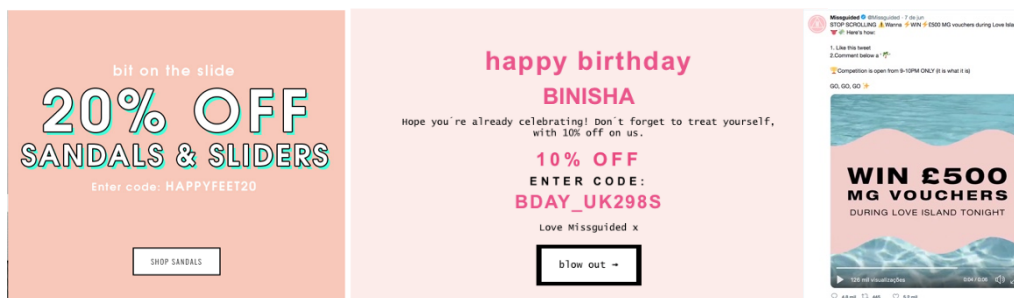 bit on the slide
20% OFF
SANDALS & SLIDERS
Enter code: HAPPYFEET20
SHOP SANDALS
happy birthday
BINISHA
Hope you´re already celebrating! Don´t forget to treat yourself,
with 10% off on us.
10% OFF
ENTER CODE:
BDAY_UK298S
Love Missguided x
blow out →
Missguided @Missguided · 7 de jun
STOP SCROLLING ⚠️ Wanna ⚡WIN⚡£500 MG vouchers during Love Isla
Here's how:
1. Like this tweet
2.Comment below a '🌴'
🏆Competition is open from 9-10PM ONLY (it is what it is)
GO, GO, GO
WIN £500
MG VOUCHERS
DURING LOVE ISLAND TONIGHT
128 mil visualizações